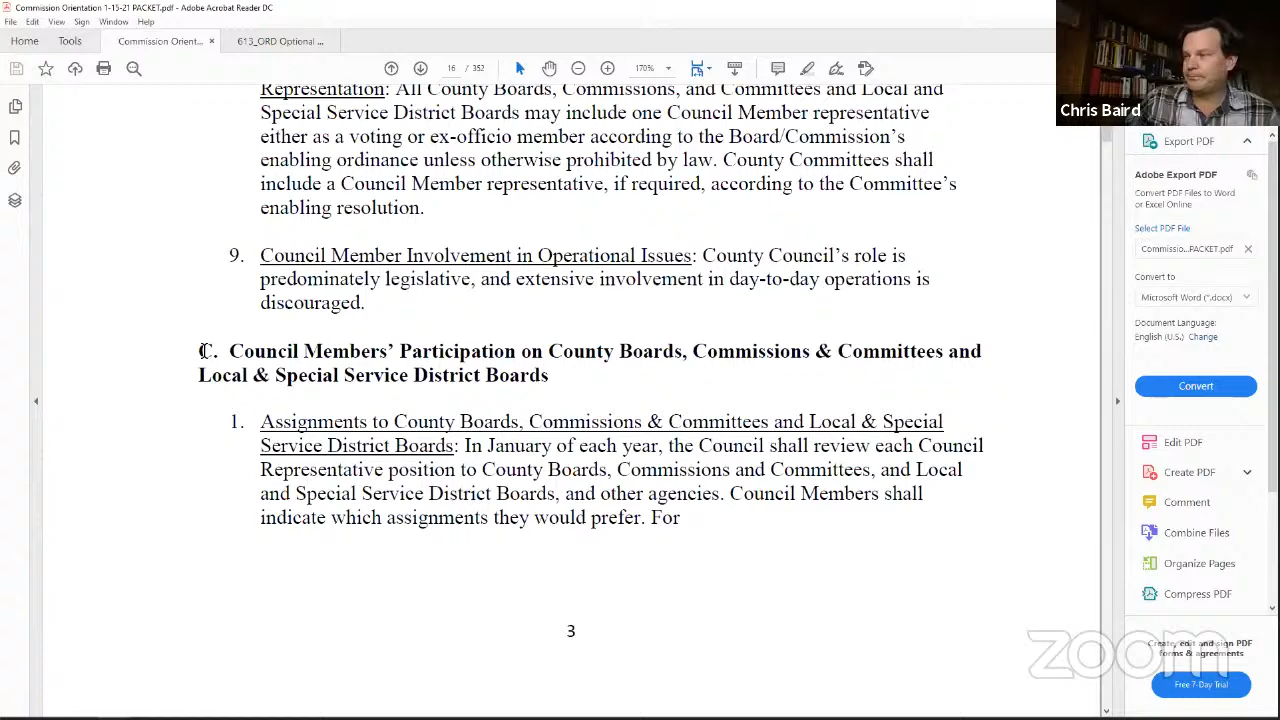 Commission Orientation 1-15-21 PACKET.pdf - Adobe Acrobat Reader DC
File Edit View Sign Window Help
Home Tools Commission Orient... × 613_ORD Optional ...
16 / 352 170%
Chris Baird
Representation: All County Boards, Commissions, and Committees and Local and
Special Service District Boards may include one Council Member representative
either as a voting or ex-officio member according to the Board/Commission's
enabling ordinance unless otherwise prohibited by law. County Committees shall
include a Council Member representative, if required, according to the Committee's
enabling resolution.
9. Council Member Involvement in Operational Issues: County Council's role is
predominately legislative, and extensive involvement in day-to-day operations is
discouraged.
C. Council Members' Participation on County Boards, Commissions & Committees and
Local & Special Service District Boards
1. Assignments to County Boards, Commissions & Committees and Local & Special
Service District Boards: In January of each year, the Council shall review each Council
Representative position to County Boards, Commissions and Committees, and Local
and Special Service District Boards, and other agencies. Council Members shall
indicate which assignments they would prefer. For
3
Export PDF
Adobe Export PDF
Convert PDF Files to Word
or Excel Online
Select PDF File
Commissio...PACKET.pdf
Convert to
Microsoft Word (*.docx)
Document Language:
English (U.S.) Change
Convert
Edit PDF
Create PDF
Comment
Combine Files
Organize Pages
Compress PDF
Create, edit and sign PDF
forms & agreements
Free 7-Day Trial
zoom